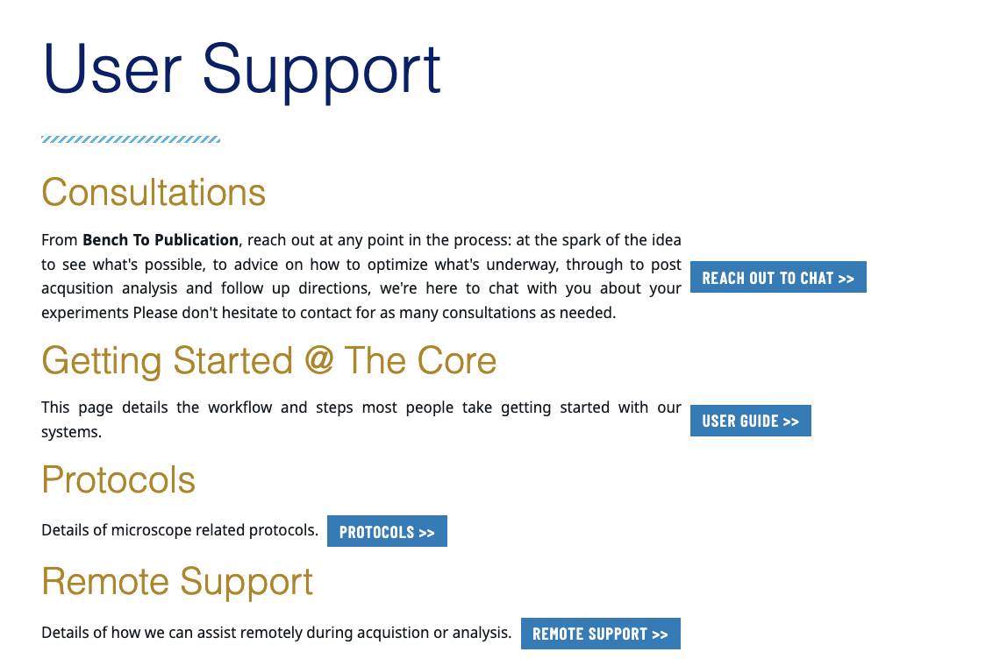 User Support
Consultations
From Bench To Publication, reach out at any point in the process: at the spark of the idea
to see what's possible, to advice on how to optimize what's underway, through to post
acqusition analysis and follow up directions, we're here to chat with you about your
experiments Please don't hesitate to contact for as many consultations as needed.
REACH OUT TO CHAT >>
Getting Started @ The Core
This page details the workflow and steps most people take getting started with our
systems.
USER GUIDE >>
Protocols
Details of microscope related protocols. PROTOCOLS >>
Remote Support
Details of how we can assist remotely during acquistion or analysis. REMOTE SUPPORT >>